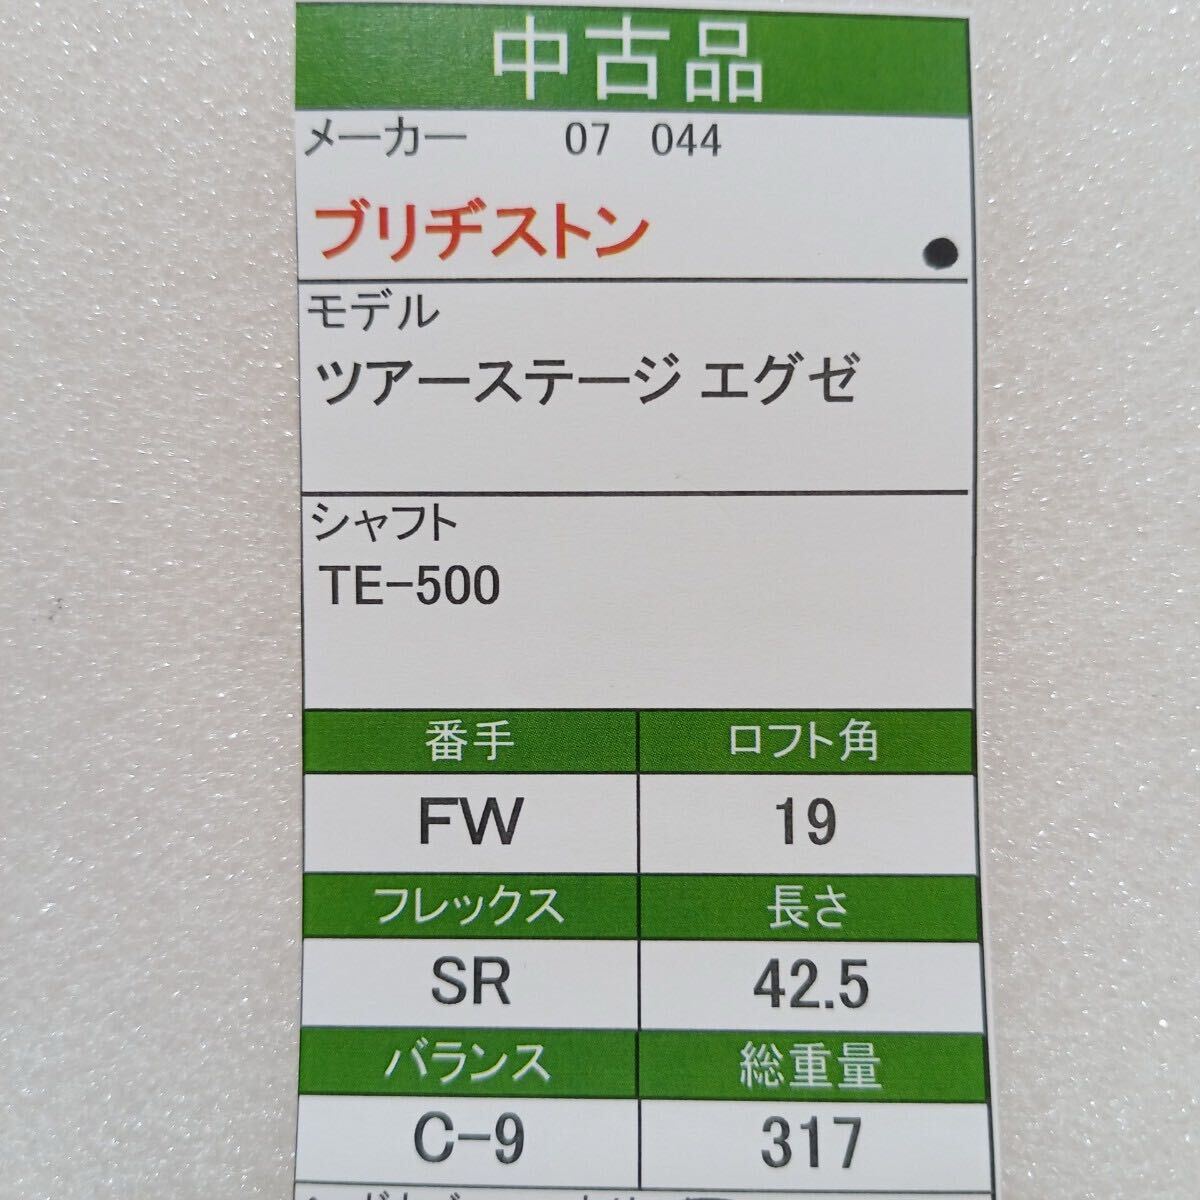 中古品
メーカー 07 044
ブリヂストン
モデル
ツアーステージ エグゼ
シャフト
TE-500
番手 ロフト角
FW 19
フレックス 長さ
SR 42.5
バランス 総重量
C-9 317